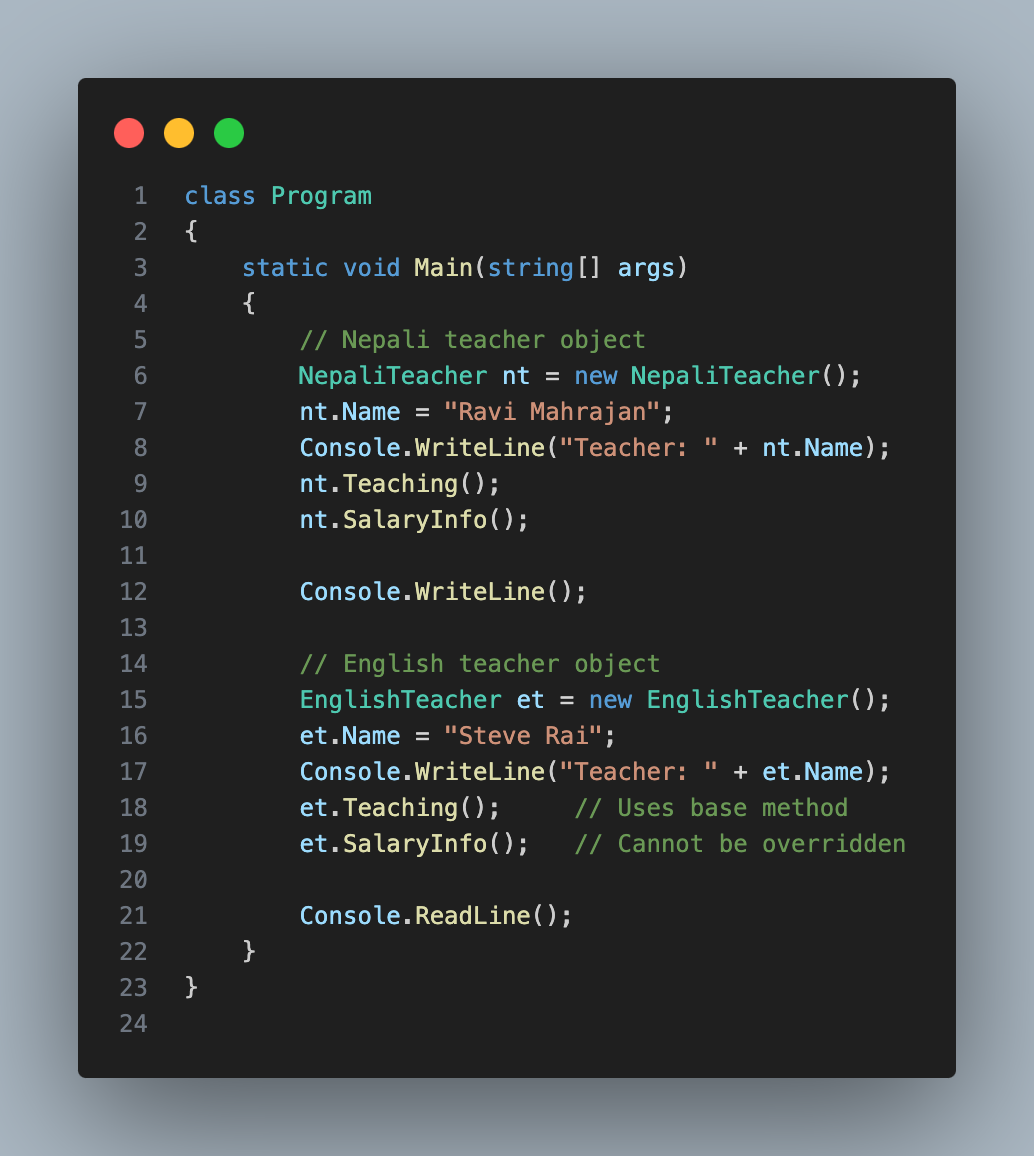 1 class Program
2 {
3     static void Main(string[] args)
4     {
5         // Nepali teacher object
6         NepaliTeacher nt = new NepaliTeacher();
7         nt.Name = "Ravi Mahrajan";
8         Console.WriteLine("Teacher: " + nt.Name);
9         nt.Teaching();
10         nt.SalaryInfo();
11
12         Console.WriteLine();
13
14         // English teacher object
15         EnglishTeacher et = new EnglishTeacher();
16         et.Name = "Steve Rai";
17         Console.WriteLine("Teacher: " + et.Name);
18         et.Teaching();     // Uses base method
19         et.SalaryInfo();   // Cannot be overridden
20
21         Console.ReadLine();
22     }
23 }
24